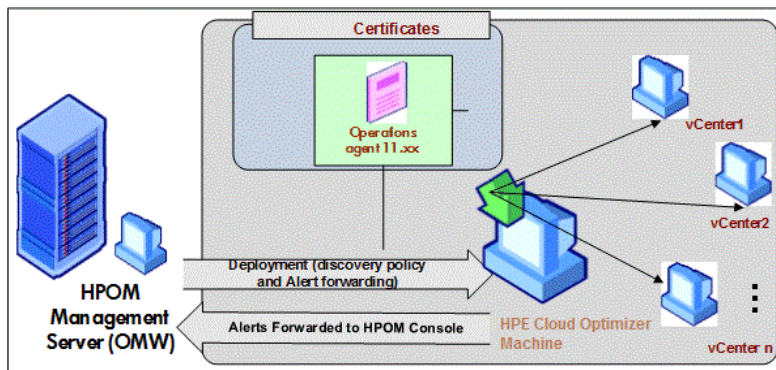 Certificates
Operafons
agent 11.xx
vCenter1
vCenter2
Deployment (discovery policy
and Alert forwarding)
HPOM
Management
Server (OMW)
Alerts Forwarded to HPOM Console
HPE Cloud Optimizer
Machine
vCenter n